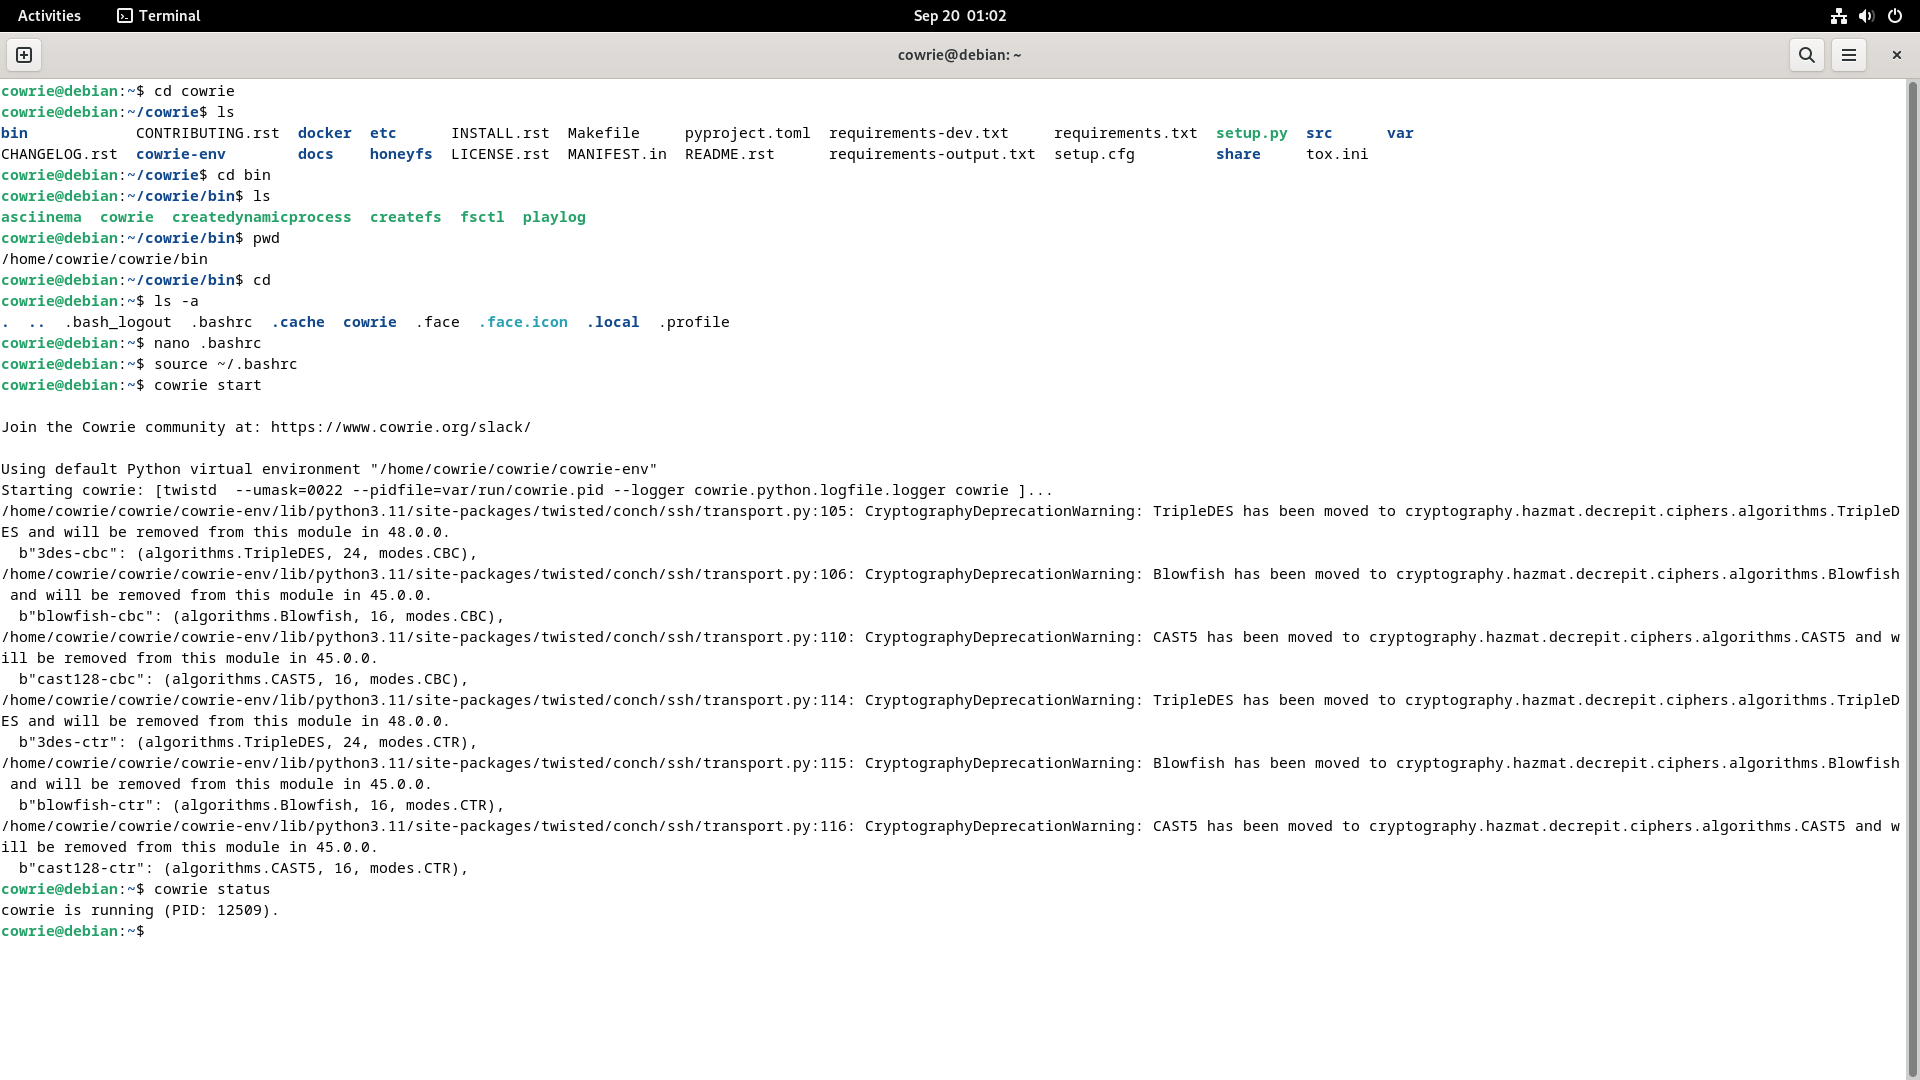 Activities Terminal Sep 20 01:02
cowrie@debian: ~
cowrie@debian:~$ cd cowrie
cowrie@debian:~/cowrie$ ls
bin CONTRIBUTING.rst docker etc INSTALL.rst Makefile pyproject.toml requirements-dev.txt requirements.txt setup.py src var
CHANGELOG.rst cowrie-env docs honeyfs LICENSE.rst MANIFEST.in README.rst requirements-output.txt setup.cfg share tox.ini
cowrie@debian:~/cowrie$ cd bin
cowrie@debian:~/cowrie/bin$ ls
asciinema cowrie createdynamicprocess createfs fsctl playlog
cowrie@debian:~/cowrie/bin$ pwd
/home/cowrie/cowrie/bin
cowrie@debian:~/cowrie/bin$ cd
cowrie@debian:~$ ls -a
. .. .bash_logout .bashrc .cache cowrie .face .face.icon .local .profile
cowrie@debian:~$ nano .bashrc
cowrie@debian:~$ source ~/.bashrc
cowrie@debian:~$ cowrie start
Join the Cowrie community at: https://www.cowrie.org/slack/
Using default Python virtual environment "/home/cowrie/cowrie/cowrie-env"
Starting cowrie: [twistd  --umask=0022 --pidfile=var/run/cowrie.pid --logger cowrie.python.logfile.logger cowrie ]...
/home/cowrie/cowrie/cowrie-env/lib/python3.11/site-packages/twisted/conch/ssh/transport.py:105: CryptographyDeprecationWarning: TripleDES has been moved to cryptography.hazmat.decrepit.ciphers.algorithms.TripleD
ES and will be removed from this module in 48.0.0.
  b"3des-cbc": (algorithms.TripleDES, 24, modes.CBC),
/home/cowrie/cowrie/cowrie-env/lib/python3.11/site-packages/twisted/conch/ssh/transport.py:106: CryptographyDeprecationWarning: Blowfish has been moved to cryptography.hazmat.decrepit.ciphers.algorithms.Blowfish
 and will be removed from this module in 45.0.0.
  b"blowfish-cbc": (algorithms.Blowfish, 16, modes.CBC),
/home/cowrie/cowrie/cowrie-env/lib/python3.11/site-packages/twisted/conch/ssh/transport.py:110: CryptographyDeprecationWarning: CAST5 has been moved to cryptography.hazmat.decrepit.ciphers.algorithms.CAST5 and w
ill be removed from this module in 45.0.0.
  b"cast128-cbc": (algorithms.CAST5, 16, modes.CBC),
/home/cowrie/cowrie/cowrie-env/lib/python3.11/site-packages/twisted/conch/ssh/transport.py:114: CryptographyDeprecationWarning: TripleDES has been moved to cryptography.hazmat.decrepit.ciphers.algorithms.TripleD
ES and will be removed from this module in 48.0.0.
  b"3des-ctr": (algorithms.TripleDES, 24, modes.CTR),
/home/cowrie/cowrie/cowrie-env/lib/python3.11/site-packages/twisted/conch/ssh/transport.py:115: CryptographyDeprecationWarning: Blowfish has been moved to cryptography.hazmat.decrepit.ciphers.algorithms.Blowfish
 and will be removed from this module in 45.0.0.
  b"blowfish-ctr": (algorithms.Blowfish, 16, modes.CTR),
/home/cowrie/cowrie/cowrie-env/lib/python3.11/site-packages/twisted/conch/ssh/transport.py:116: CryptographyDeprecationWarning: CAST5 has been moved to cryptography.hazmat.decrepit.ciphers.algorithms.CAST5 and w
ill be removed from this module in 45.0.0.
  b"cast128-ctr": (algorithms.CAST5, 16, modes.CTR),
cowrie@debian:~$ cowrie status
cowrie is running (PID: 12509).
cowrie@debian:~$